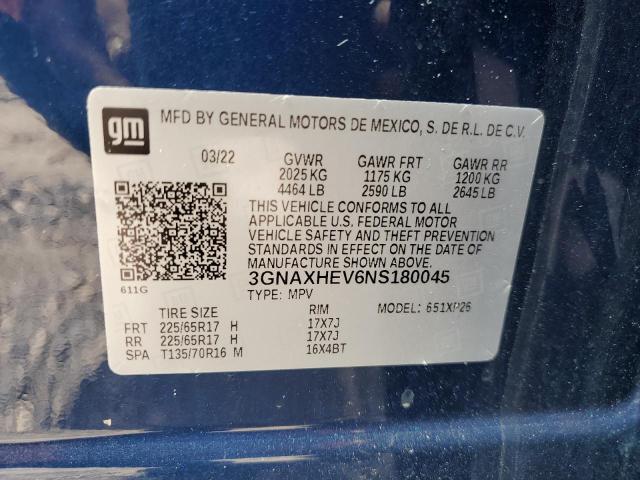 gm
MFD BY GENERAL MOTORS DE MEXICO, S. DE R.L. DE C.V.
03/22 GVWR GAWR FRT GAWR RR
2025 KG 1175 KG 1200 KG
4464 LB 2590 LB 2645 LB
THIS VEHICLE CONFORMS TO ALL
APPLICABLE U.S. FEDERAL MOTOR
VEHICLE SAFETY AND THEFT PREVENTION
STANDARDS IN EFFECT ON THE DATE OF
MANUFACTURE SHOWN ABOVE.
3GNAXHEV6NS180045
611G
TYPE: MPV MODEL: 651XP26
TIRE SIZE RIM
FRT 225/65R17 H 17X7J
RR 225/65R17 H 17X7J
SPA T135/70R16 M 16X4BT